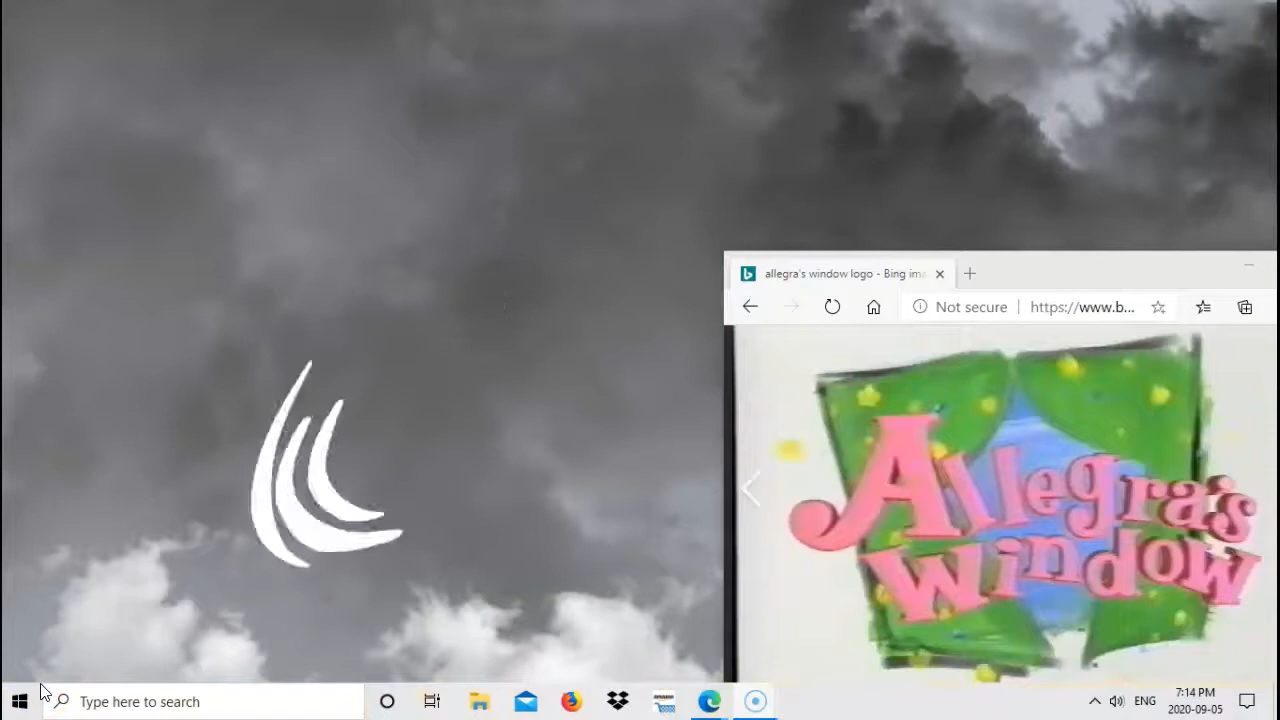 allegra's window logo - Bing ima
Not secure
https://www.b...
Allegra's
Window
Type here to search
ENG
7:14 PM
2020-09-05